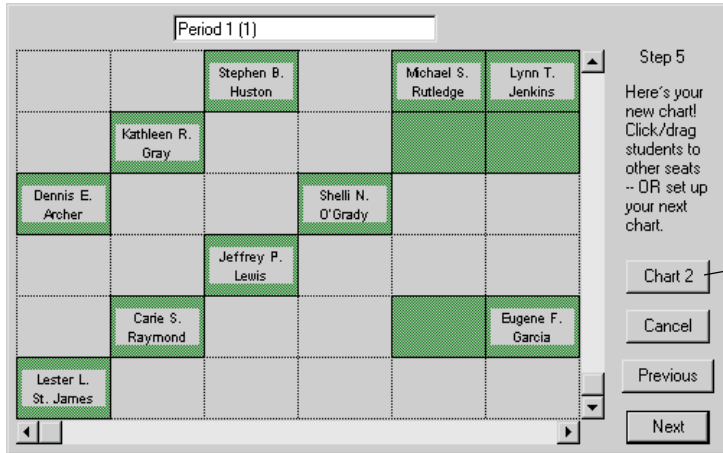 Period 1 (1)
Stephen B.
Huston
Michael S.
Rutledge
Lynn T.
Jenkins
Kathleen R.
Gray
Dennis E.
Archer
Shelli N.
O'Grady
Jeffrey P.
Lewis
Carie S.
Raymond
Eugene F.
Garcia
Lester L.
St. James
Step 5
Here's your
new chart!
Click/drag
students to
other seats
-- OR set up
your next
chart.
Chart 2
Cancel
Previous
Next